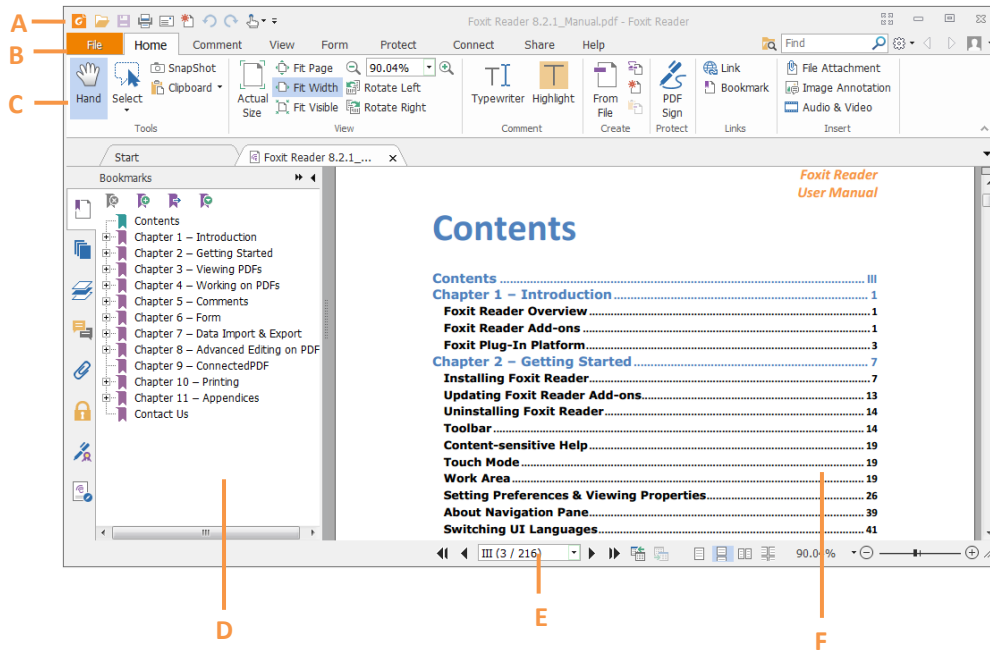 A
Foxit Reader 8.2.1_Manual.pdf - Foxit Reader
B
File Home Comment View Form Protect Connect Share Help Find
C
Hand
Select
SnapShot
Clipboard
Tools
Actual
Size
Fit Page
Fit Width
Fit Visible
90.04%
Rotate Left
Rotate Right
View
Typewriter Highlight
Comment
From
File
Create
PDF
Sign
Protect
Link
Bookmark
Links
File Attachment
Image Annotation
Audio & Video
Insert
Start
Foxit Reader 8.2.1_... x
Bookmarks
Contents
Chapter 1 – Introduction
Chapter 2 – Getting Started
Chapter 3 – Viewing PDFs
Chapter 4 – Working on PDFs
Chapter 5 – Comments
Chapter 6 – Form
Chapter 7 – Data Import & Export
Chapter 8 – Advanced Editing on PDF
Chapter 9 – ConnectedPDF
Chapter 10 – Printing
Chapter 11 – Appendices
Contact Us
Foxit Reader
User Manual
Contents
Contents ........ III
Chapter 1 – Introduction ........ 1
Foxit Reader Overview ........ 1
Foxit Reader Add-ons ........ 1
Foxit Plug-In Platform ........ 3
Chapter 2 – Getting Started ........ 7
Installing Foxit Reader ........ 7
Updating Foxit Reader Add-ons ........ 13
Uninstalling Foxit Reader ........ 14
Toolbar ........ 14
Content-sensitive Help ........ 19
Touch Mode ........ 19
Work Area ........ 19
Setting Preferences & Viewing Properties ........ 26
About Navigation Pane ........ 39
Switching UI Languages ........ 41
III (3 / 216)
90.04%
D
E
F